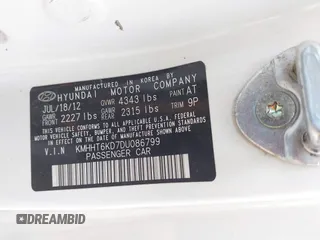 MANUFACTURED IN KOREA BY
HYUNDAI MOTOR COMPANY
JUL/18/12 GVWR 4343 lbs PAINT AT
GAWR FRONT 2227 lbs GAWR REAR 2315 lbs TRIM 9P
THIS VEHICLE CONFORMS TO ALL APPLICABLE
FEDERAL MOTOR VEHICLE SAFETY, BUMPER
AND THEFT PREVENTION STANDARDS
IN EFFECT ON THE DATE OF MANUFACTURE SHOWN ABOVE
V.I.N KMHHT6KD7DU086799
PASSENGER CAR
DREAMBID
DREAMBID